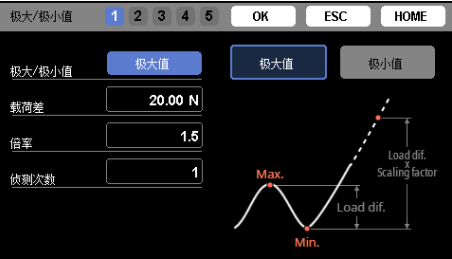 极大/极小值 1 2 3 4 5 OK ESC HOME
极大/极小值 极大值 极大值 极小值
载荷差 20.00 N
倍率 1.5
侦测次数 1
Load dif.
x
Scaling factor
Max.
Load dif.
Min.